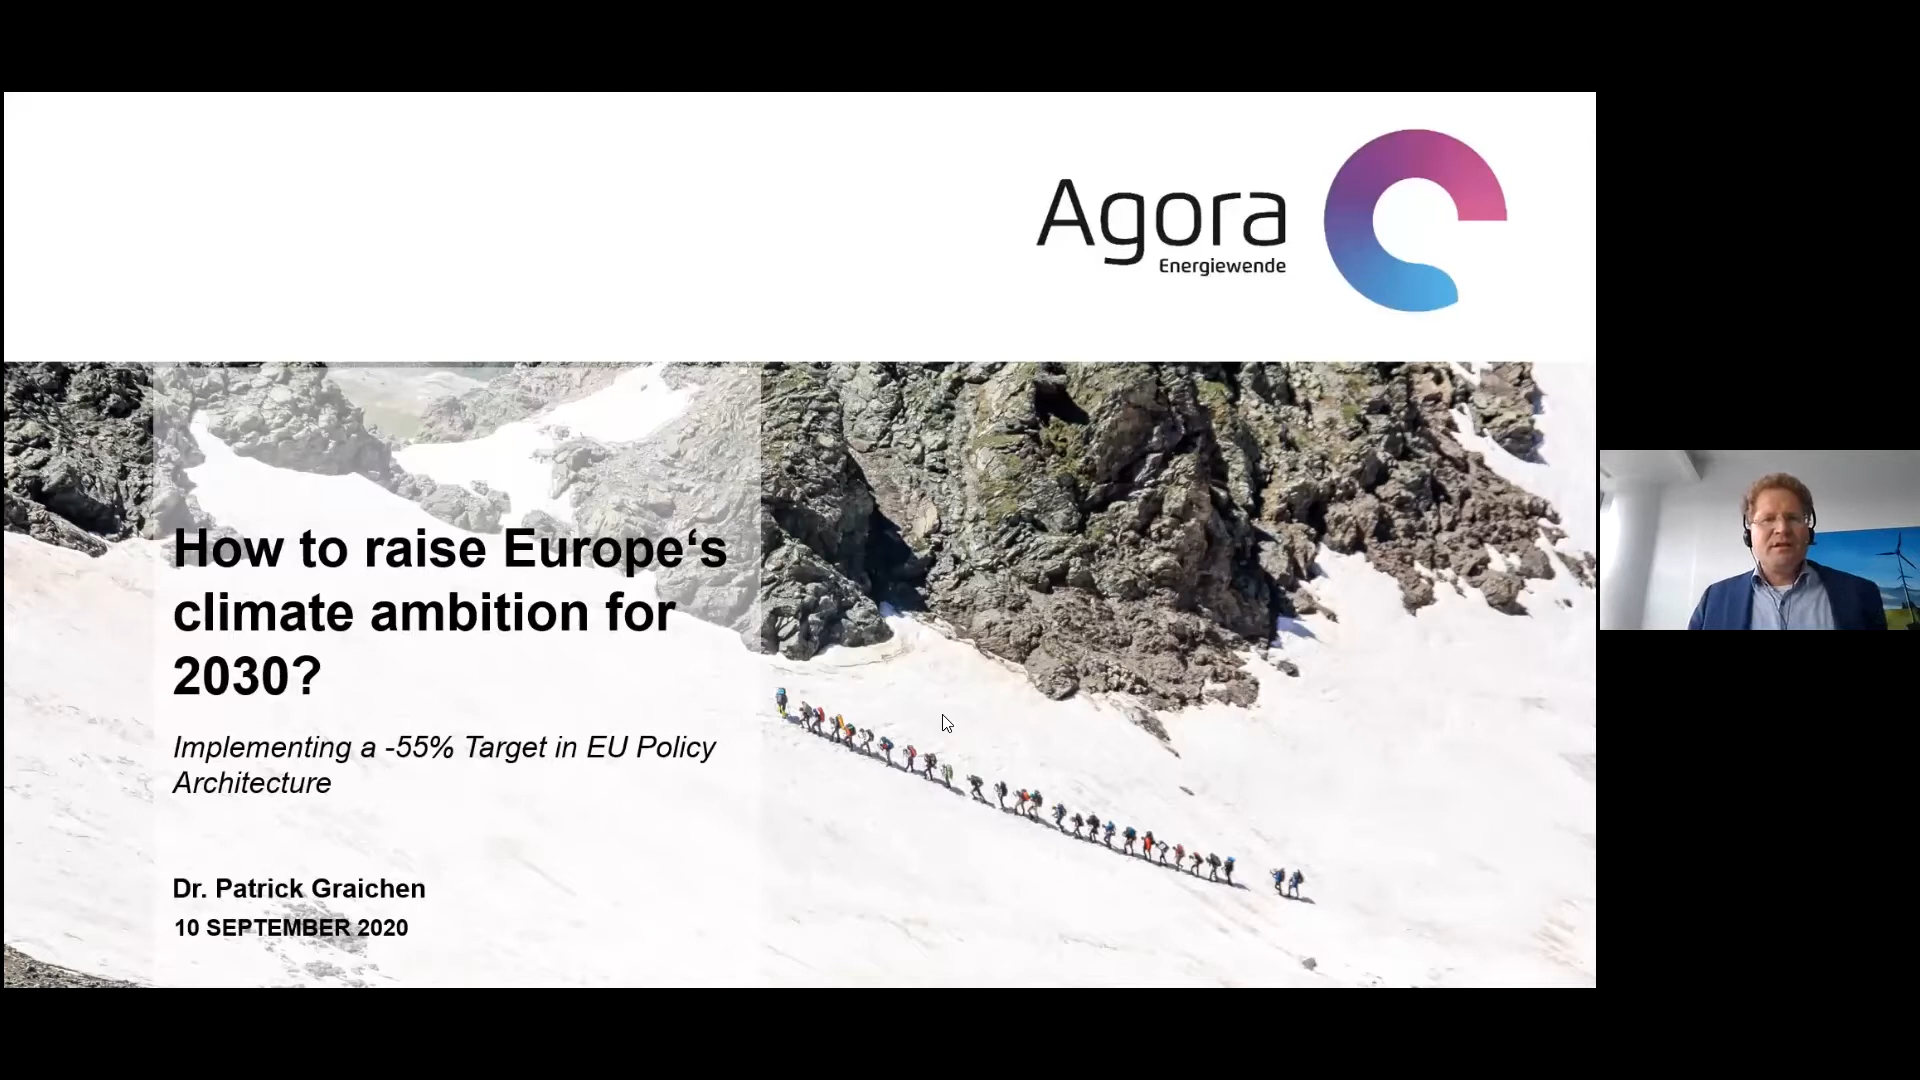 Agora
Energiewende
How to raise Europe‘s
climate ambition for
2030?
Implementing a -55% Target in EU Policy
Architecture
Dr. Patrick Graichen
10 SEPTEMBER 2020